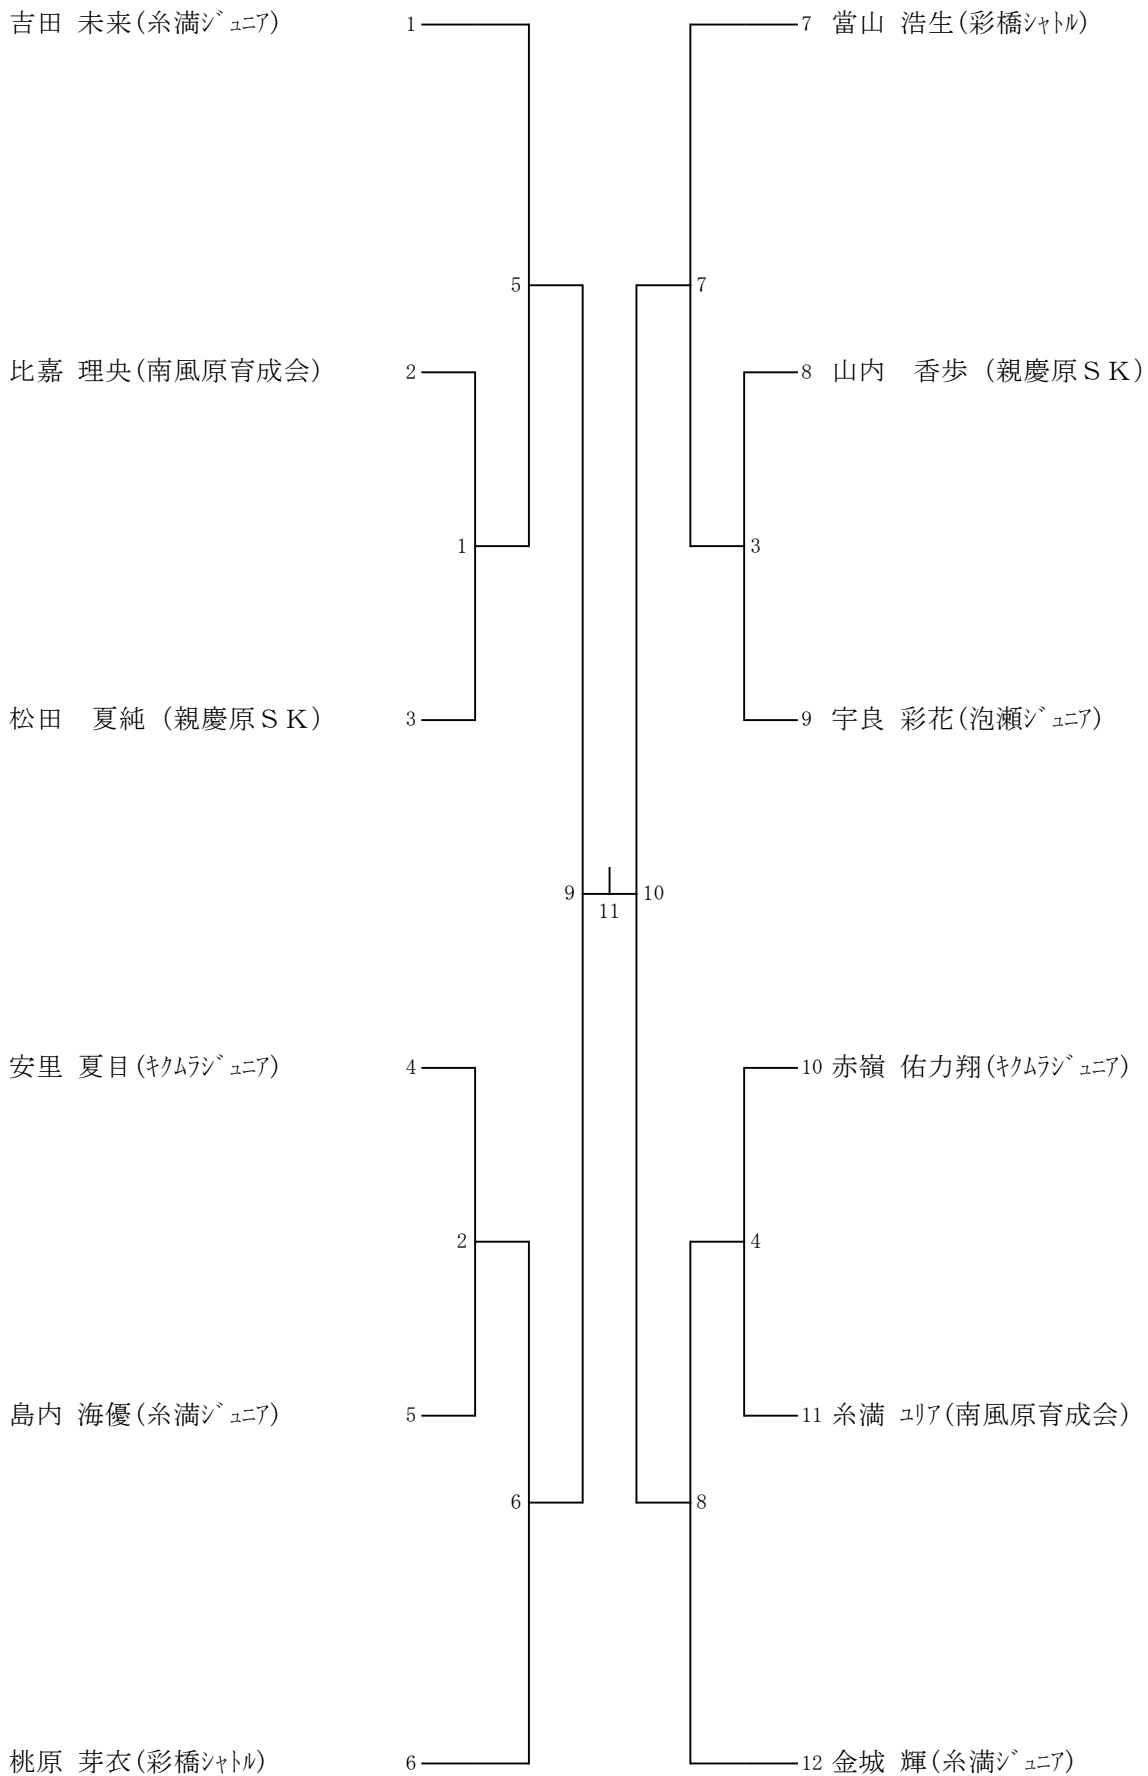 吉田 未来(糸満ｼﾞｭﾆｱ) 1
7 當山 浩生(彩橋ｼｬﾄﾙ)
5
7
比嘉 理央(南風原育成会) 2
8 山内　香歩（親慶原ＳＫ）
1
3
松田　夏純（親慶原ＳＫ） 3
9 宇良 彩花(泡瀬ｼﾞｭﾆｱ)
9
10
11
安里 夏目(ｷｸﾑﾗｼﾞｭﾆｱ) 4
10 赤嶺 佑力翔(ｷｸﾑﾗｼﾞｭﾆｱ)
2
4
島内 海優(糸満ｼﾞｭﾆｱ) 5
11 糸満 ﾕﾘｱ(南風原育成会)
6
8
桃原 芽衣(彩橋ｼｬﾄﾙ) 6
12 金城 輝(糸満ｼﾞｭﾆｱ)